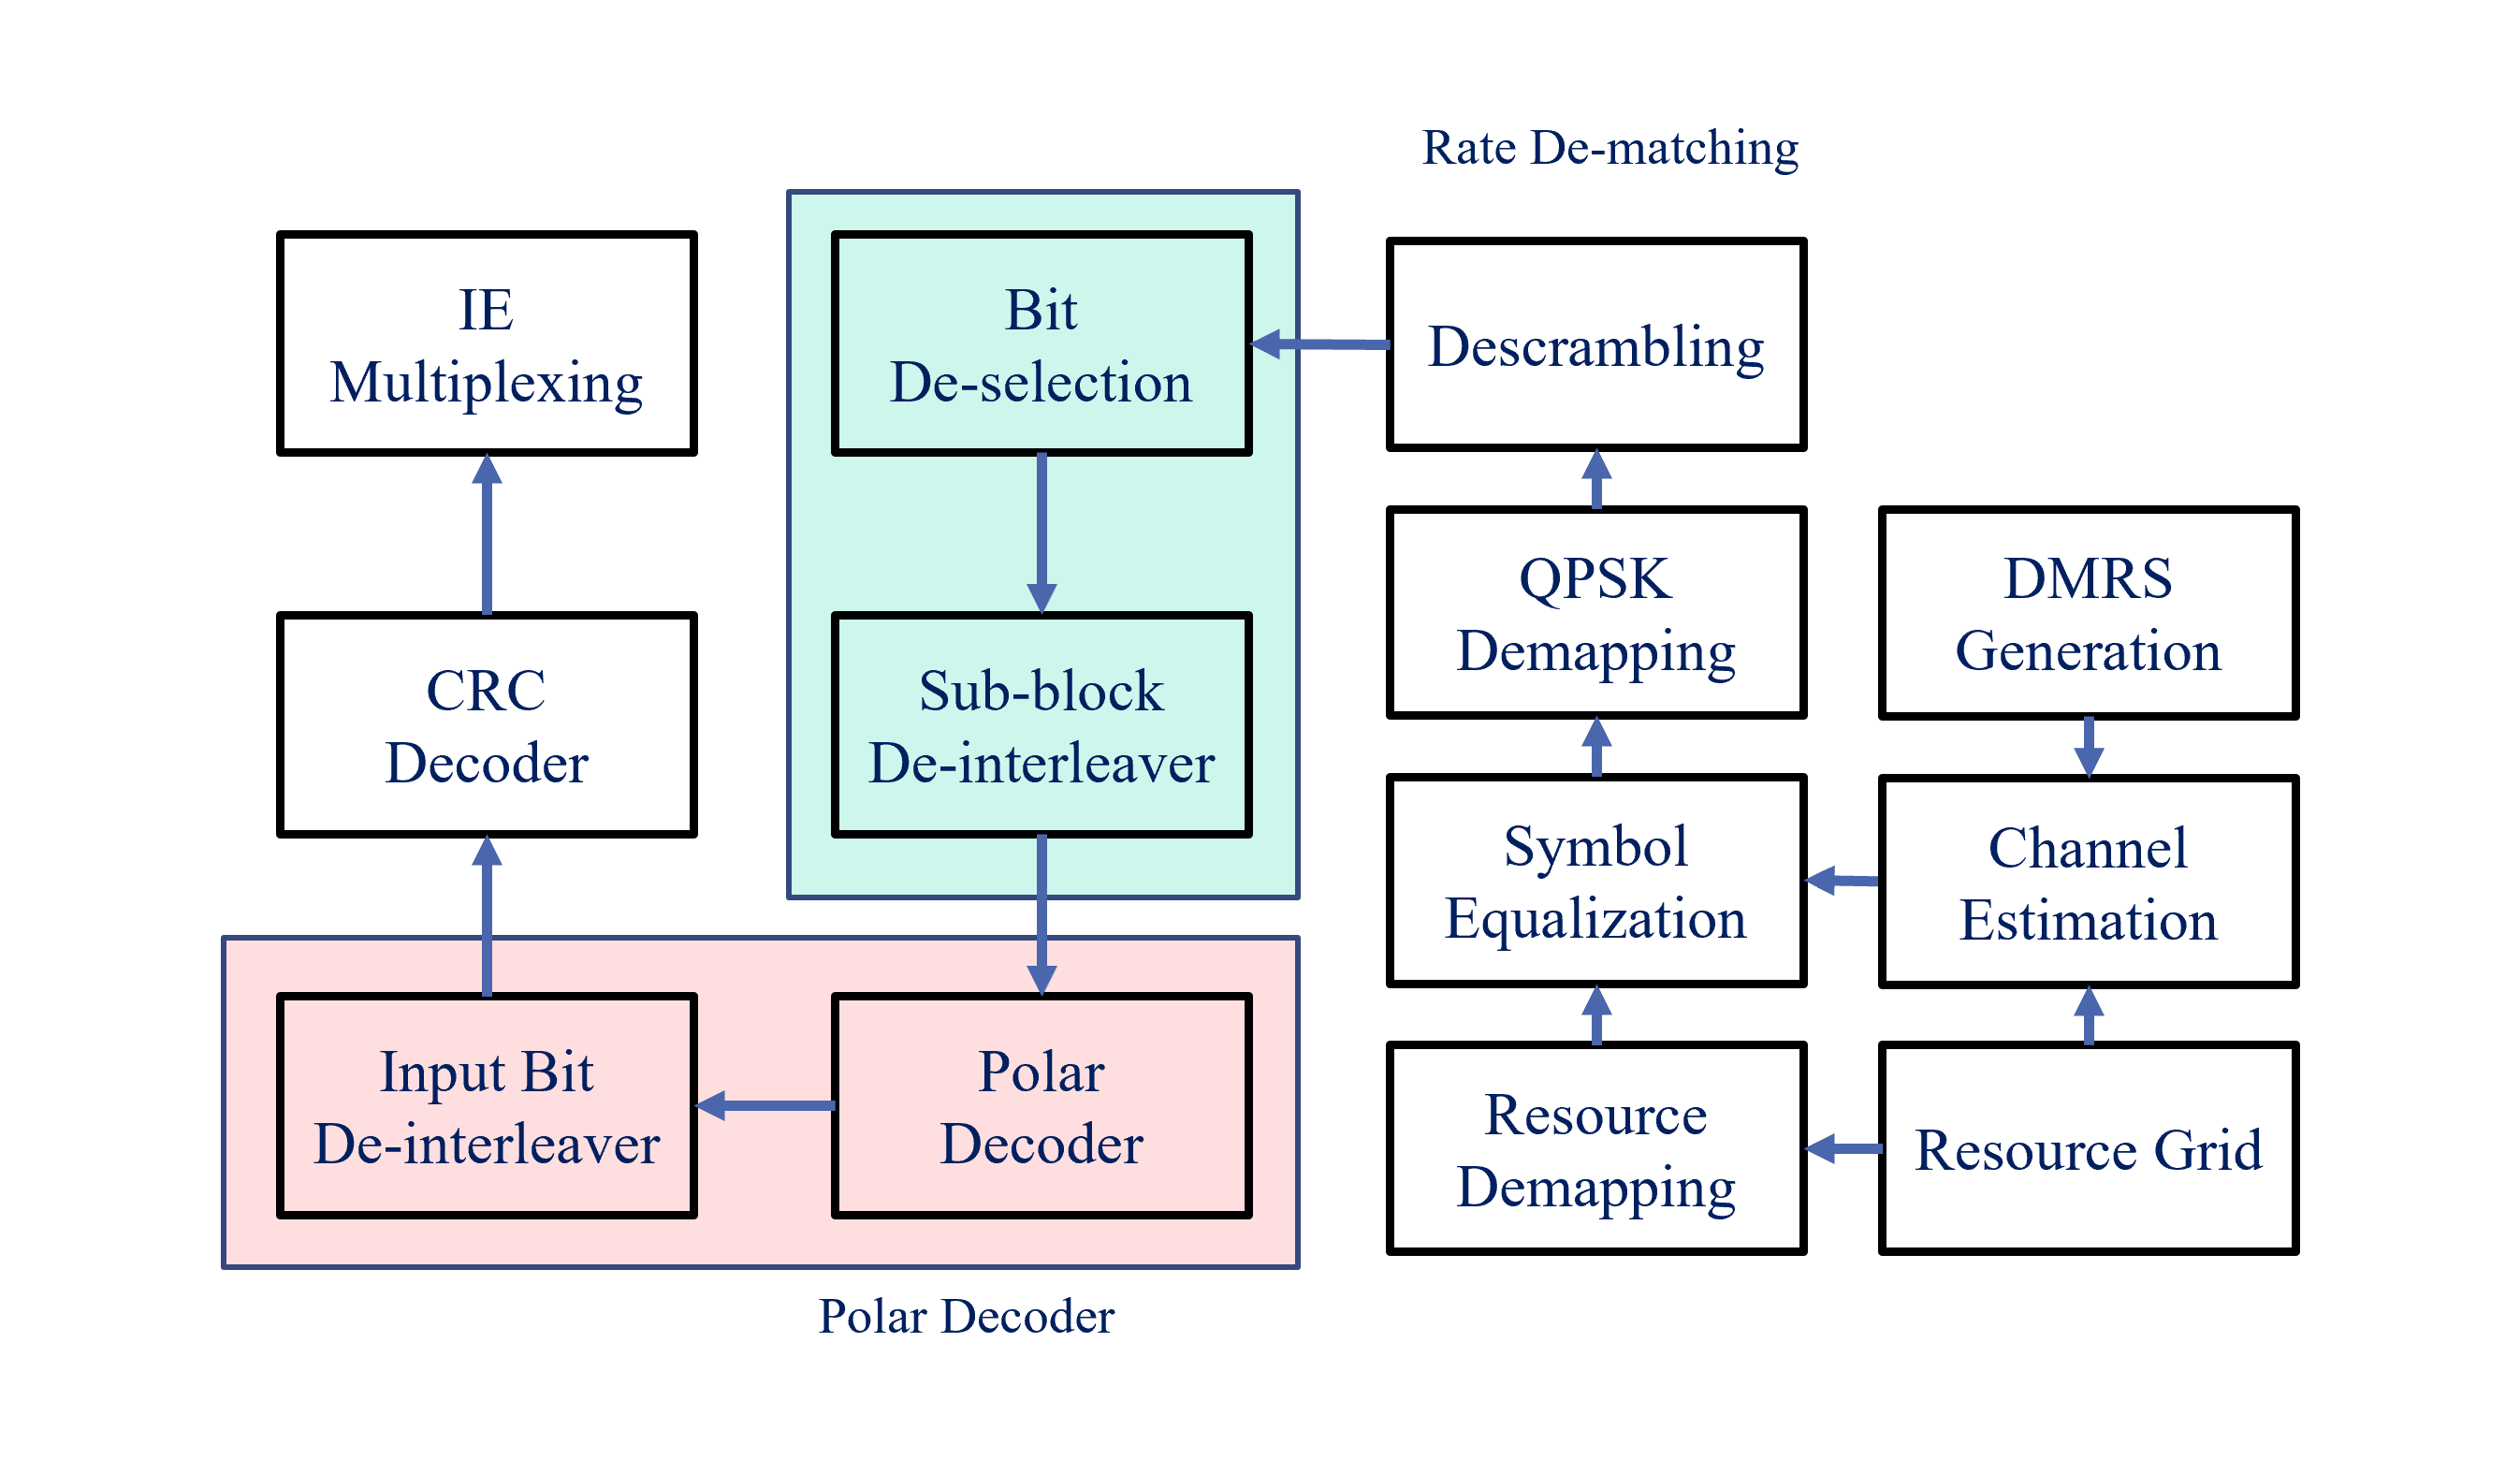 Rate De-matching
IE
Multiplexing
Bit
De-selection
Descrambling
QPSK
Demapping
DMRS
Generation
CRC
Decoder
Sub-block
De-interleaver
Symbol
Equalization
Channel
Estimation
Input Bit
De-interleaver
Polar
Decoder
Resource
Demapping
Resource Grid
Polar Decoder